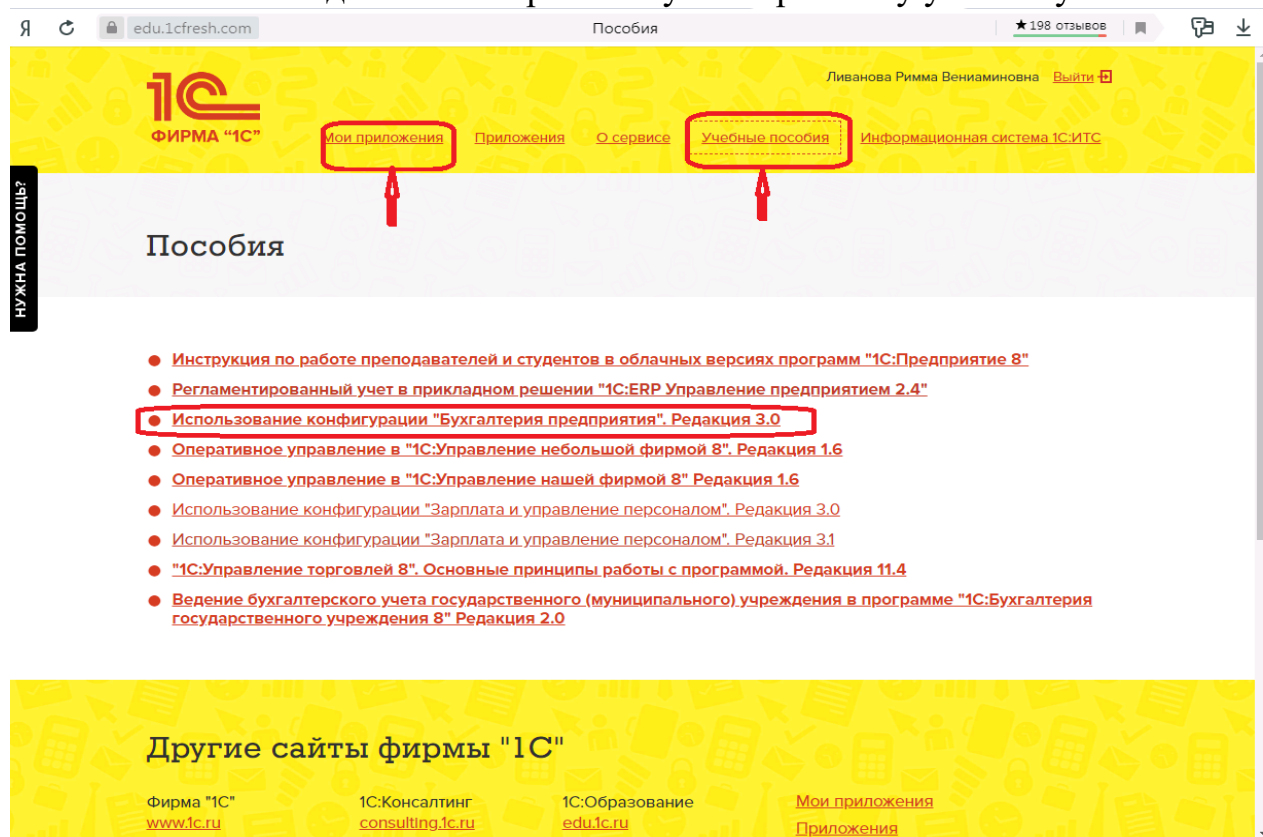 Я
edu.1cfresh.com
Пособия
★198 отзывов
Ливанова Римма Вениаминовна Выйти
1С
ФИРМА "1С"
Мои приложения
Приложения
О сервисе
Учебные пособия
Информационная система 1С:ИТС
НУЖНА ПОМОЩЬ?
Пособия
Инструкция по работе преподавателей и студентов в облачных версиях программ "1С:Предприятие 8"
Регламентированный учет в прикладном решении "1С:ERP Управление предприятием 2.4"
Использование конфигурации "Бухгалтерия предприятия". Редакция 3.0
Оперативное управление в "1С:Управление небольшой фирмой 8". Редакция 1.6
Оперативное управление в "1С:Управление нашей фирмой 8" Редакция 1.6
Использование конфигурации "Зарплата и управление персоналом". Редакция 3.0
Использование конфигурации "Зарплата и управление персоналом". Редакция 3.1
"1С:Управление торговлей 8". Основные принципы работы с программой. Редакция 11.4
Ведение бухгалтерского учета государственного (муниципального) учреждения в программе "1С:Бухгалтерия
государственного учреждения 8" Редакция 2.0
Другие сайты фирмы "1С"
Фирма "1С"
www.1c.ru
1С:Консалтинг
consulting.1c.ru
1С:Образование
edu.1c.ru
Мои приложения
Приложения